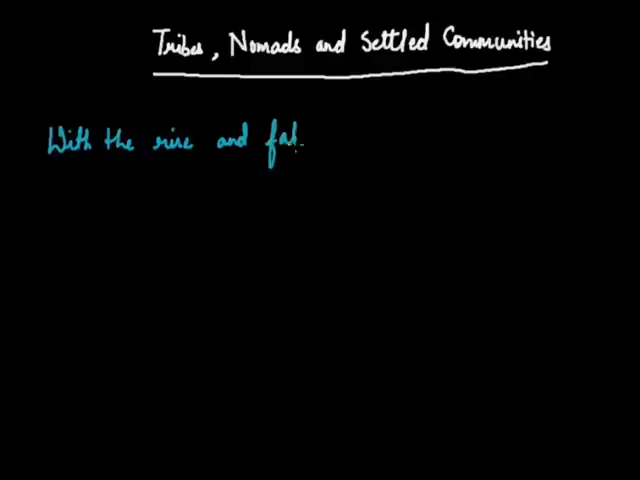 Tribes, Nomads and Settled Communities
With the rise and fal